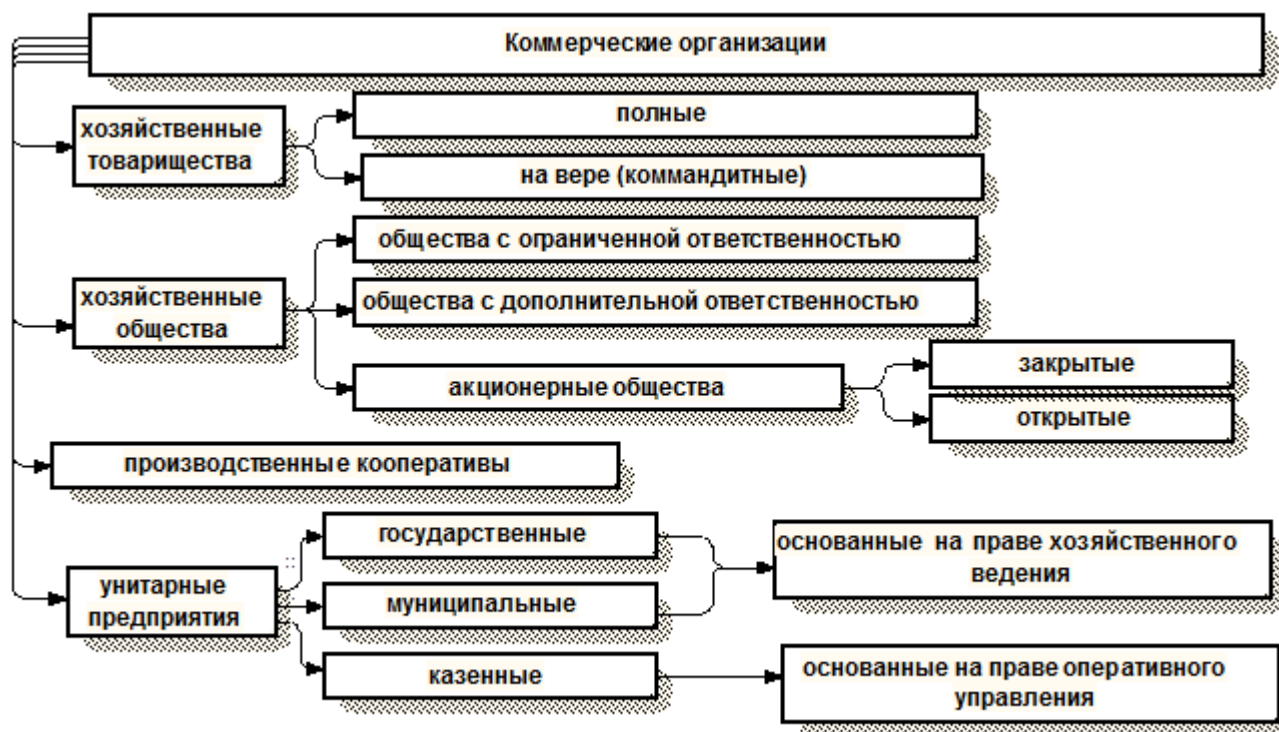 Коммерческие организации
хозяйственные
товарищества
полные
на вере (коммандитные)
хозяйственные
общества
общества с ограниченной ответственностью
общества с дополнительной ответственностью
акционерные общества
закрытые
открытые
производственные кооперативы
унитарные
предприятия
государственные
муниципальные
казенные
основанные на праве хозяйственного
ведения
основанные на праве оперативного
управления